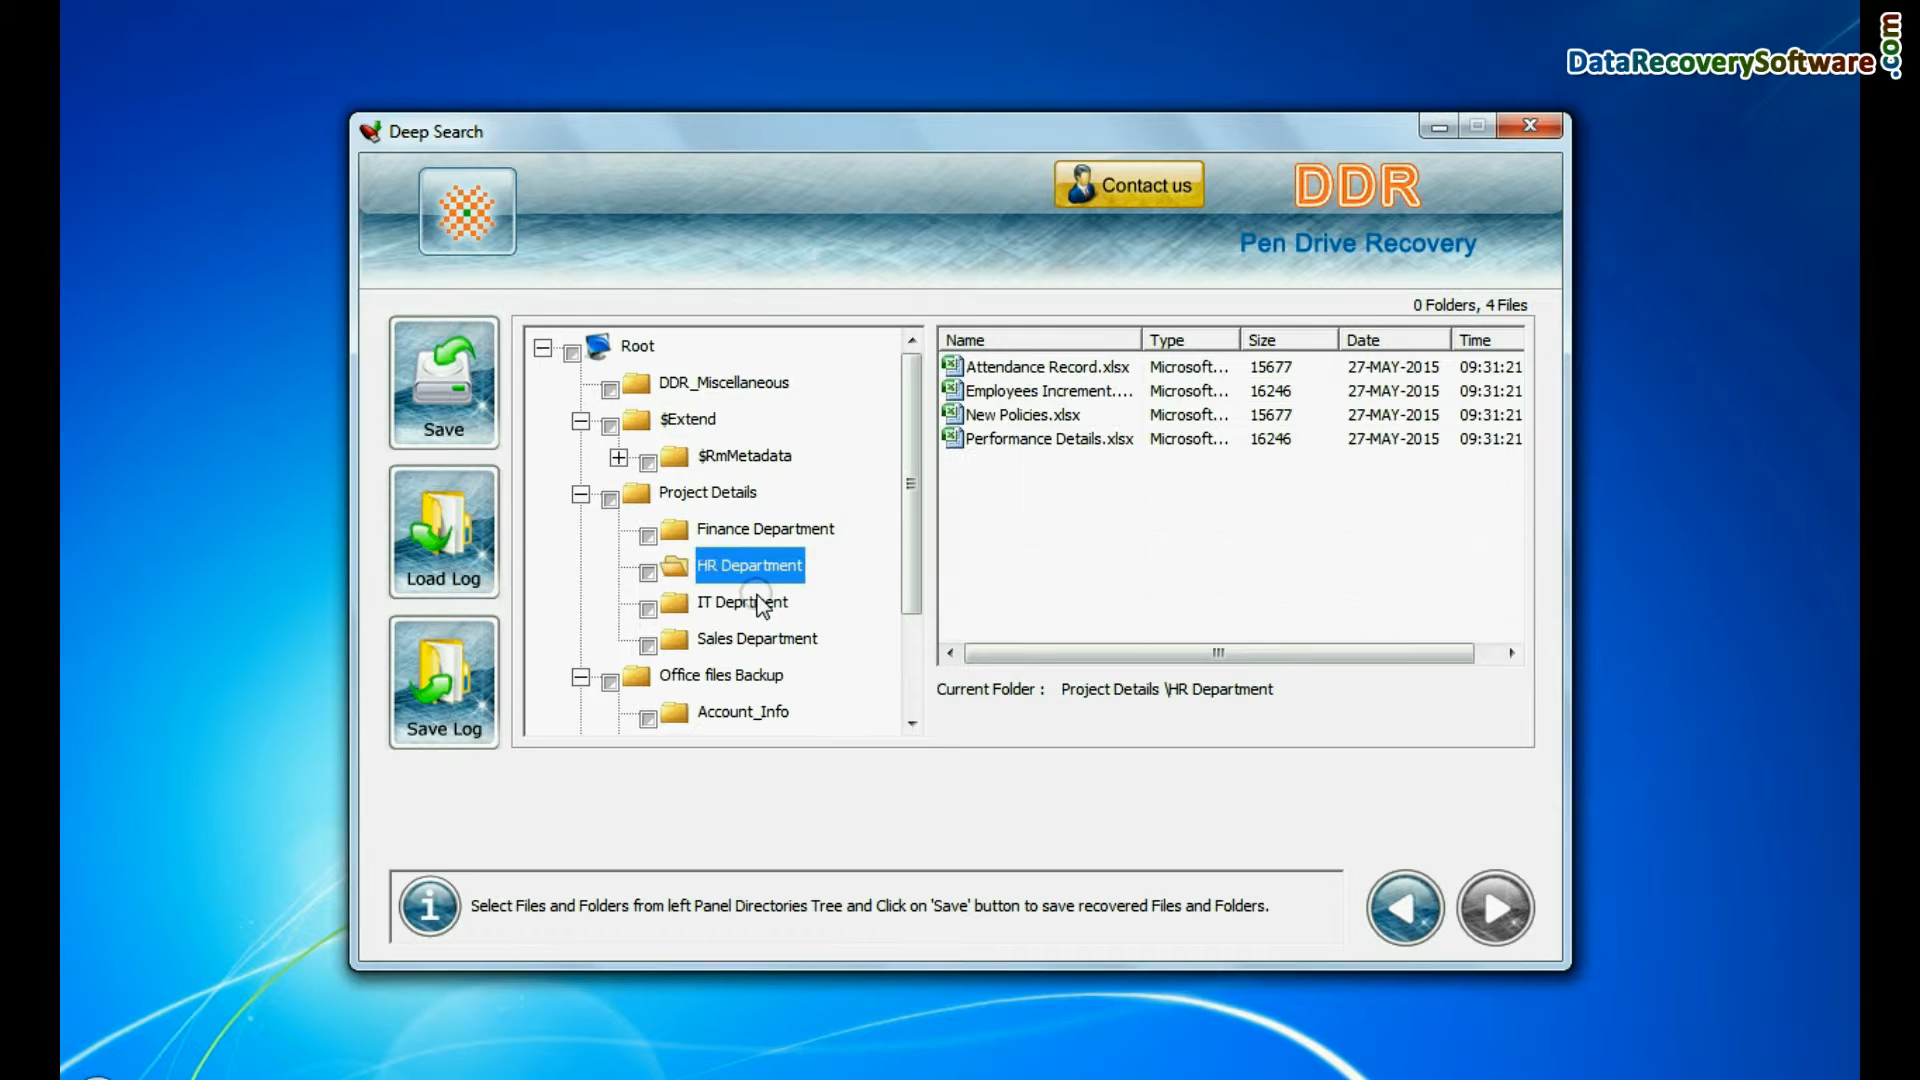 DataRecoverySoftware.com
Deep Search
Contact us
DDR
Pen Drive Recovery
0 Folders, 4 Files
Save
Load Log
Save Log
Root
DDR_Miscellaneous
$Extend
$RmMetadata
Project Details
Finance Department
HR Department
IT Deprtment
Sales Department
Office files Backup
Account_Info
Name Type Size Date Time
Attendance Record.xlsx Microsoft... 15677 27-MAY-2015 09:31:21
Employees Increment.... Microsoft... 16246 27-MAY-2015 09:31:21
New Policies.xlsx Microsoft... 15677 27-MAY-2015 09:31:21
Performance Details.xlsx Microsoft... 16246 27-MAY-2015 09:31:21
Current Folder : Project Details \HR Department
Select Files and Folders from left Panel Directories Tree and Click on 'Save' button to save recovered Files and Folders.